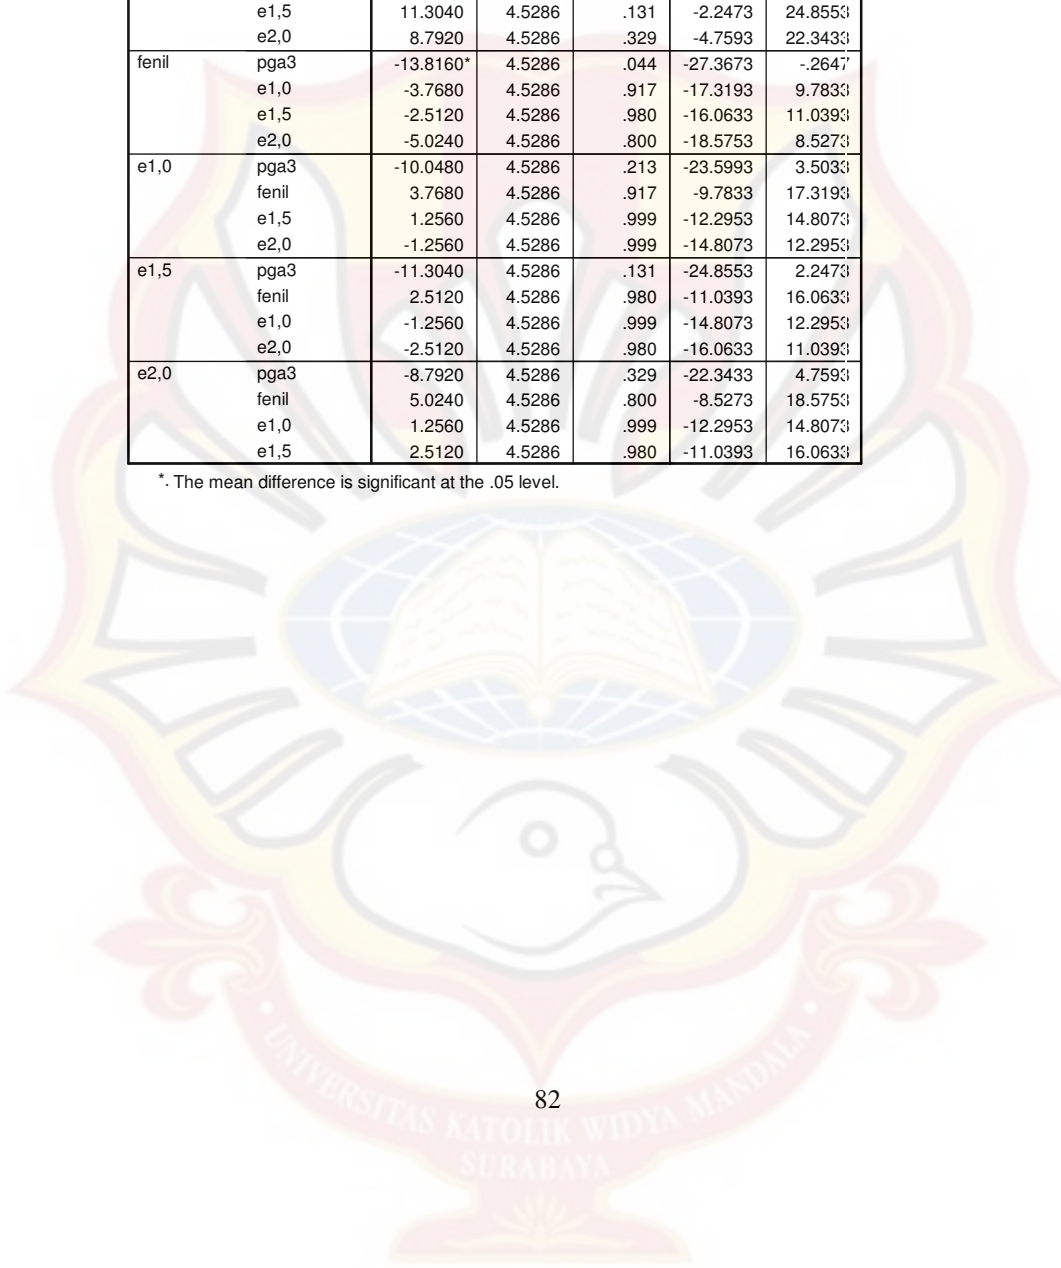 e1,5 11.3040 4.5286 .131 -2.2473 24.8553
e2,0 8.7920 4.5286 .329 -4.7593 22.3433
fenil pga3 -13.8160* 4.5286 .044 -27.3673 -.2647
e1,0 -3.7680 4.5286 .917 -17.3193 9.7833
e1,5 -2.5120 4.5286 .980 -16.0633 11.0393
e2,0 -5.0240 4.5286 .800 -18.5753 8.5273
e1,0 pga3 -10.0480 4.5286 .213 -23.5993 3.5033
fenil 3.7680 4.5286 .917 -9.7833 17.3193
e1,5 1.2560 4.5286 .999 -12.2953 14.8073
e2,0 -1.2560 4.5286 .999 -14.8073 12.2953
e1,5 pga3 -11.3040 4.5286 .131 -24.8553 2.2473
fenil 2.5120 4.5286 .980 -11.0393 16.0633
e1,0 -1.2560 4.5286 .999 -14.8073 12.2953
e2,0 -2.5120 4.5286 .980 -16.0633 11.0393
e2,0 pga3 -8.7920 4.5286 .329 -22.3433 4.7593
fenil 5.0240 4.5286 .800 -8.5273 18.5753
e1,0 1.2560 4.5286 .999 -12.2953 14.8073
e1,5 2.5120 4.5286 .980 -11.0393 16.0633
*. The mean difference is significant at the .05 level.
82
UNIVERSITAS KATOLIK WIDYA MANDALA
SURABAYA